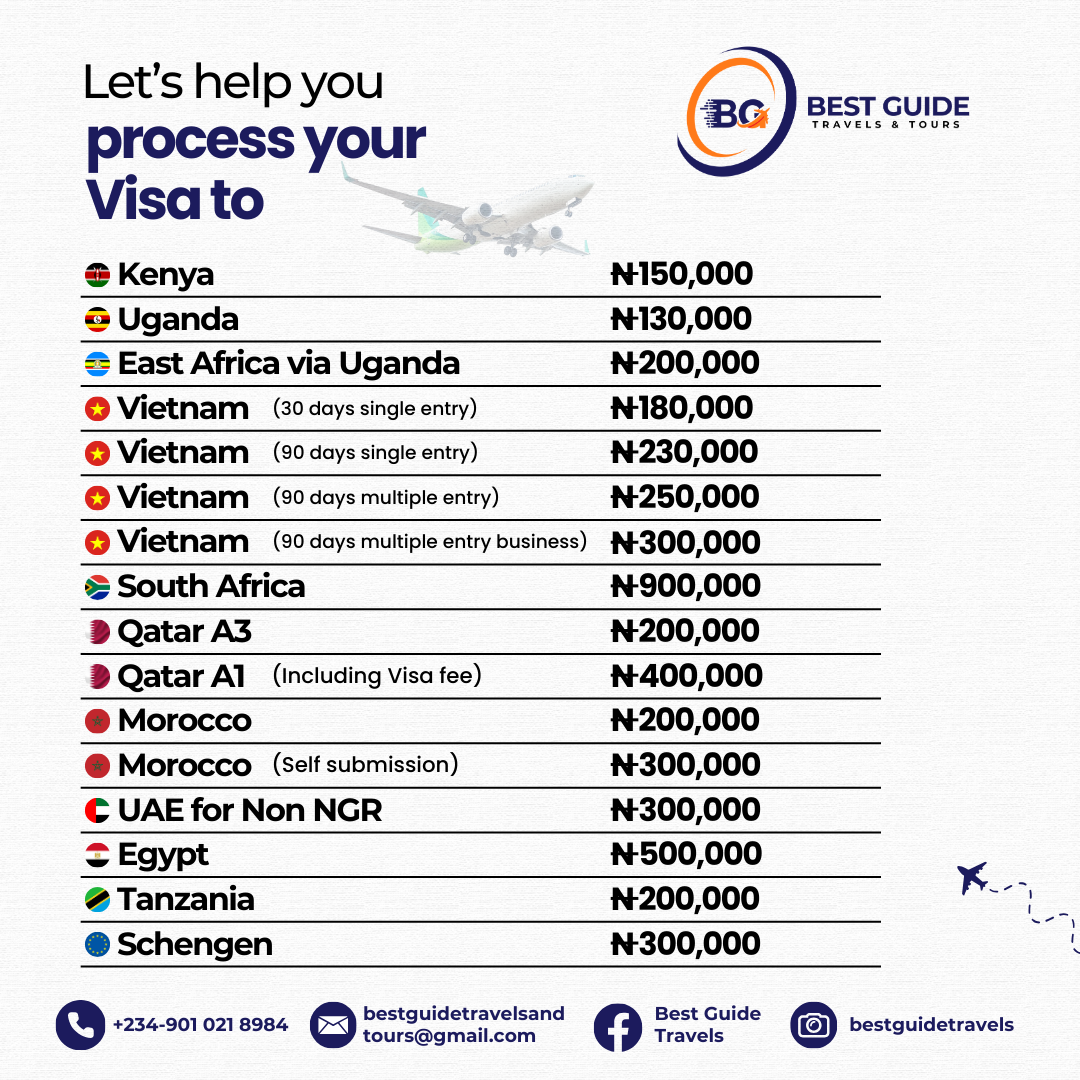 Let's help you
process your
Visa to
BG
BEST GUIDE
TRAVELS & TOURS
Kenya ₦150,000
Uganda ₦130,000
East Africa via Uganda ₦200,000
Vietnam (30 days single entry) ₦180,000
Vietnam (90 days single entry) ₦230,000
Vietnam (90 days multiple entry) ₦250,000
Vietnam (90 days multiple entry business) ₦300,000
South Africa ₦900,000
Qatar A3 ₦200,000
Qatar A1 (Including Visa fee) ₦400,000
Morocco ₦200,000
Morocco (Self submission) ₦300,000
UAE for Non NGR ₦300,000
Egypt ₦500,000
Tanzania ₦200,000
Schengen ₦300,000
+234-901 021 8984
bestguidetravelsand
tours@gmail.com
Best Guide
Travels
bestguidetravels